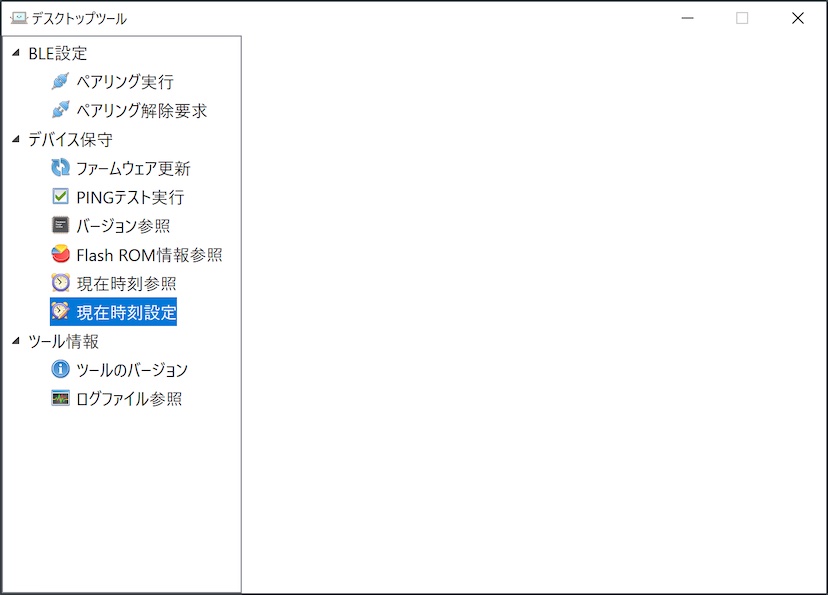 デスクトップツール
BLE設定
ペアリング実行
ペアリング解除要求
デバイス保守
ファームウェア更新
PINGテスト実行
バージョン参照
Flash ROM情報参照
現在時刻参照
現在時刻設定
ツール情報
ツールのバージョン
ログファイル参照